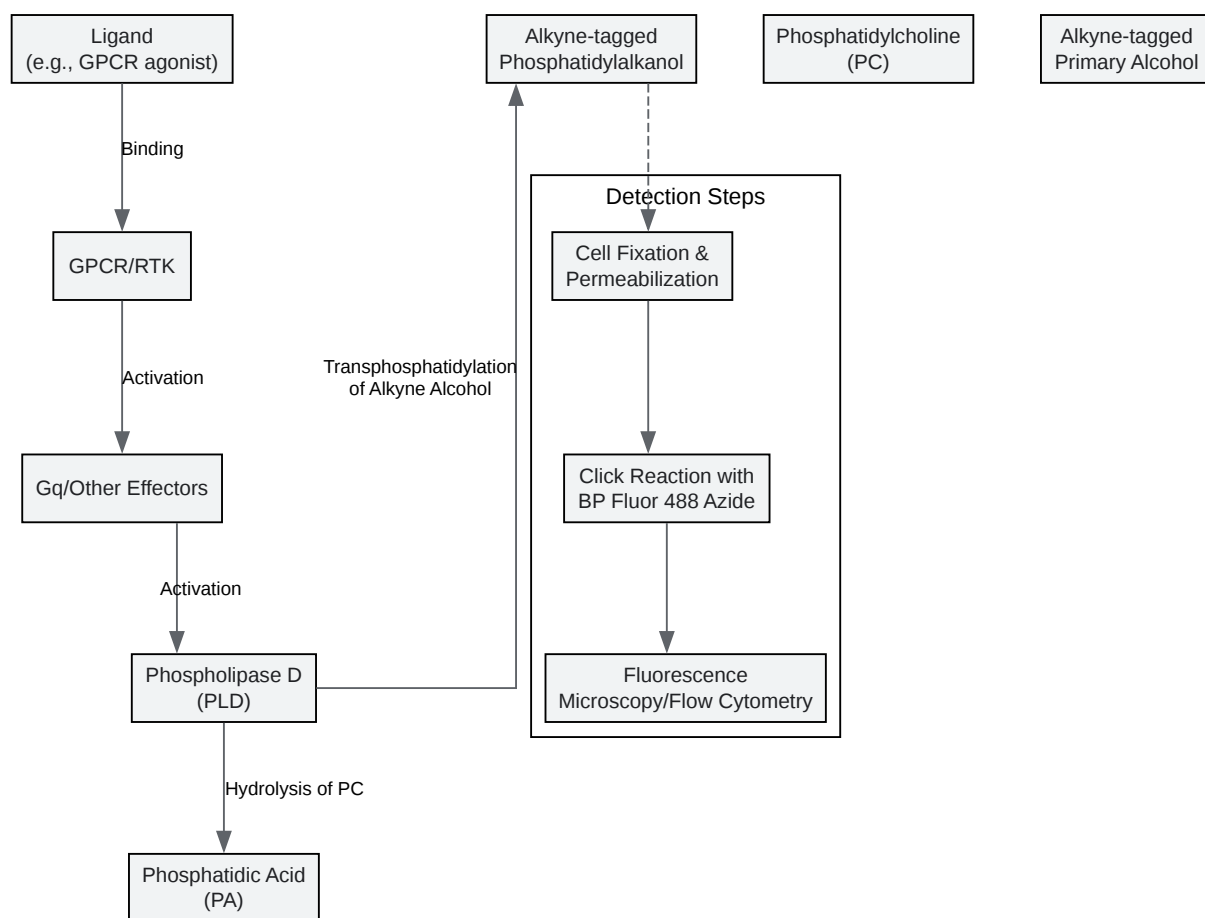 Ligand
(e.g., GPCR agonist)
Alkyne-tagged
Phosphatidylalkanol
Phosphatidylcholine
(PC)
Alkyne-tagged
Primary Alcohol
Binding
Detection Steps
GPCR/RTK
Cell Fixation &
Permeabilization
Activation
Transphosphatidylation
of Alkyne Alcohol
Gq/Other Effectors
Click Reaction with
BP Fluor 488 Azide
Activation
Phospholipase D
(PLD)
Fluorescence
Microscopy/Flow Cytometry
Hydrolysis of PC
Phosphatidic Acid
(PA)